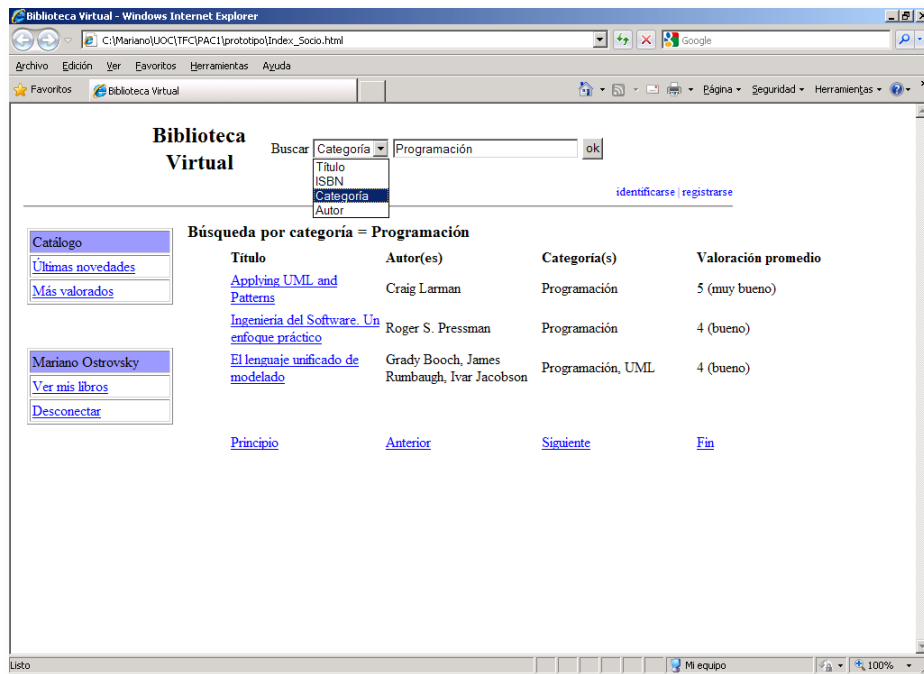 Biblioteca Virtual - Windows Internet Explorer
C:\Mariano\UOC\TFC\PAC1\prototipo\Index_Socio.html
Google
Archivo Edición Ver Favoritos Herramientas Ayuda
Favoritos Biblioteca Virtual Página Seguridad Herramientas
Biblioteca
Virtual
Buscar Categoría Programación ok
Título
ISBN
Categoría
Autor
identificarse | registrarse
Catálogo
Últimas novedades
Más valorados
Mariano Ostrovsky
Ver mis libros
Desconectar
Búsqueda por categoría = Programación
Título Autor(es) Categoría(s) Valoración promedio
Applying UML and
Patterns
Craig Larman Programación 5 (muy bueno)
Ingenieria del Software. Un
enfoque práctico
Roger S. Pressman Programación 4 (bueno)
El lenguaje unificado de
modelado
Grady Booch, James
Rumbaugh, Ivar Jacobson
Programación, UML 4 (bueno)
Principio Anterior Siguiente Fin
Listo Mi equipo 100%